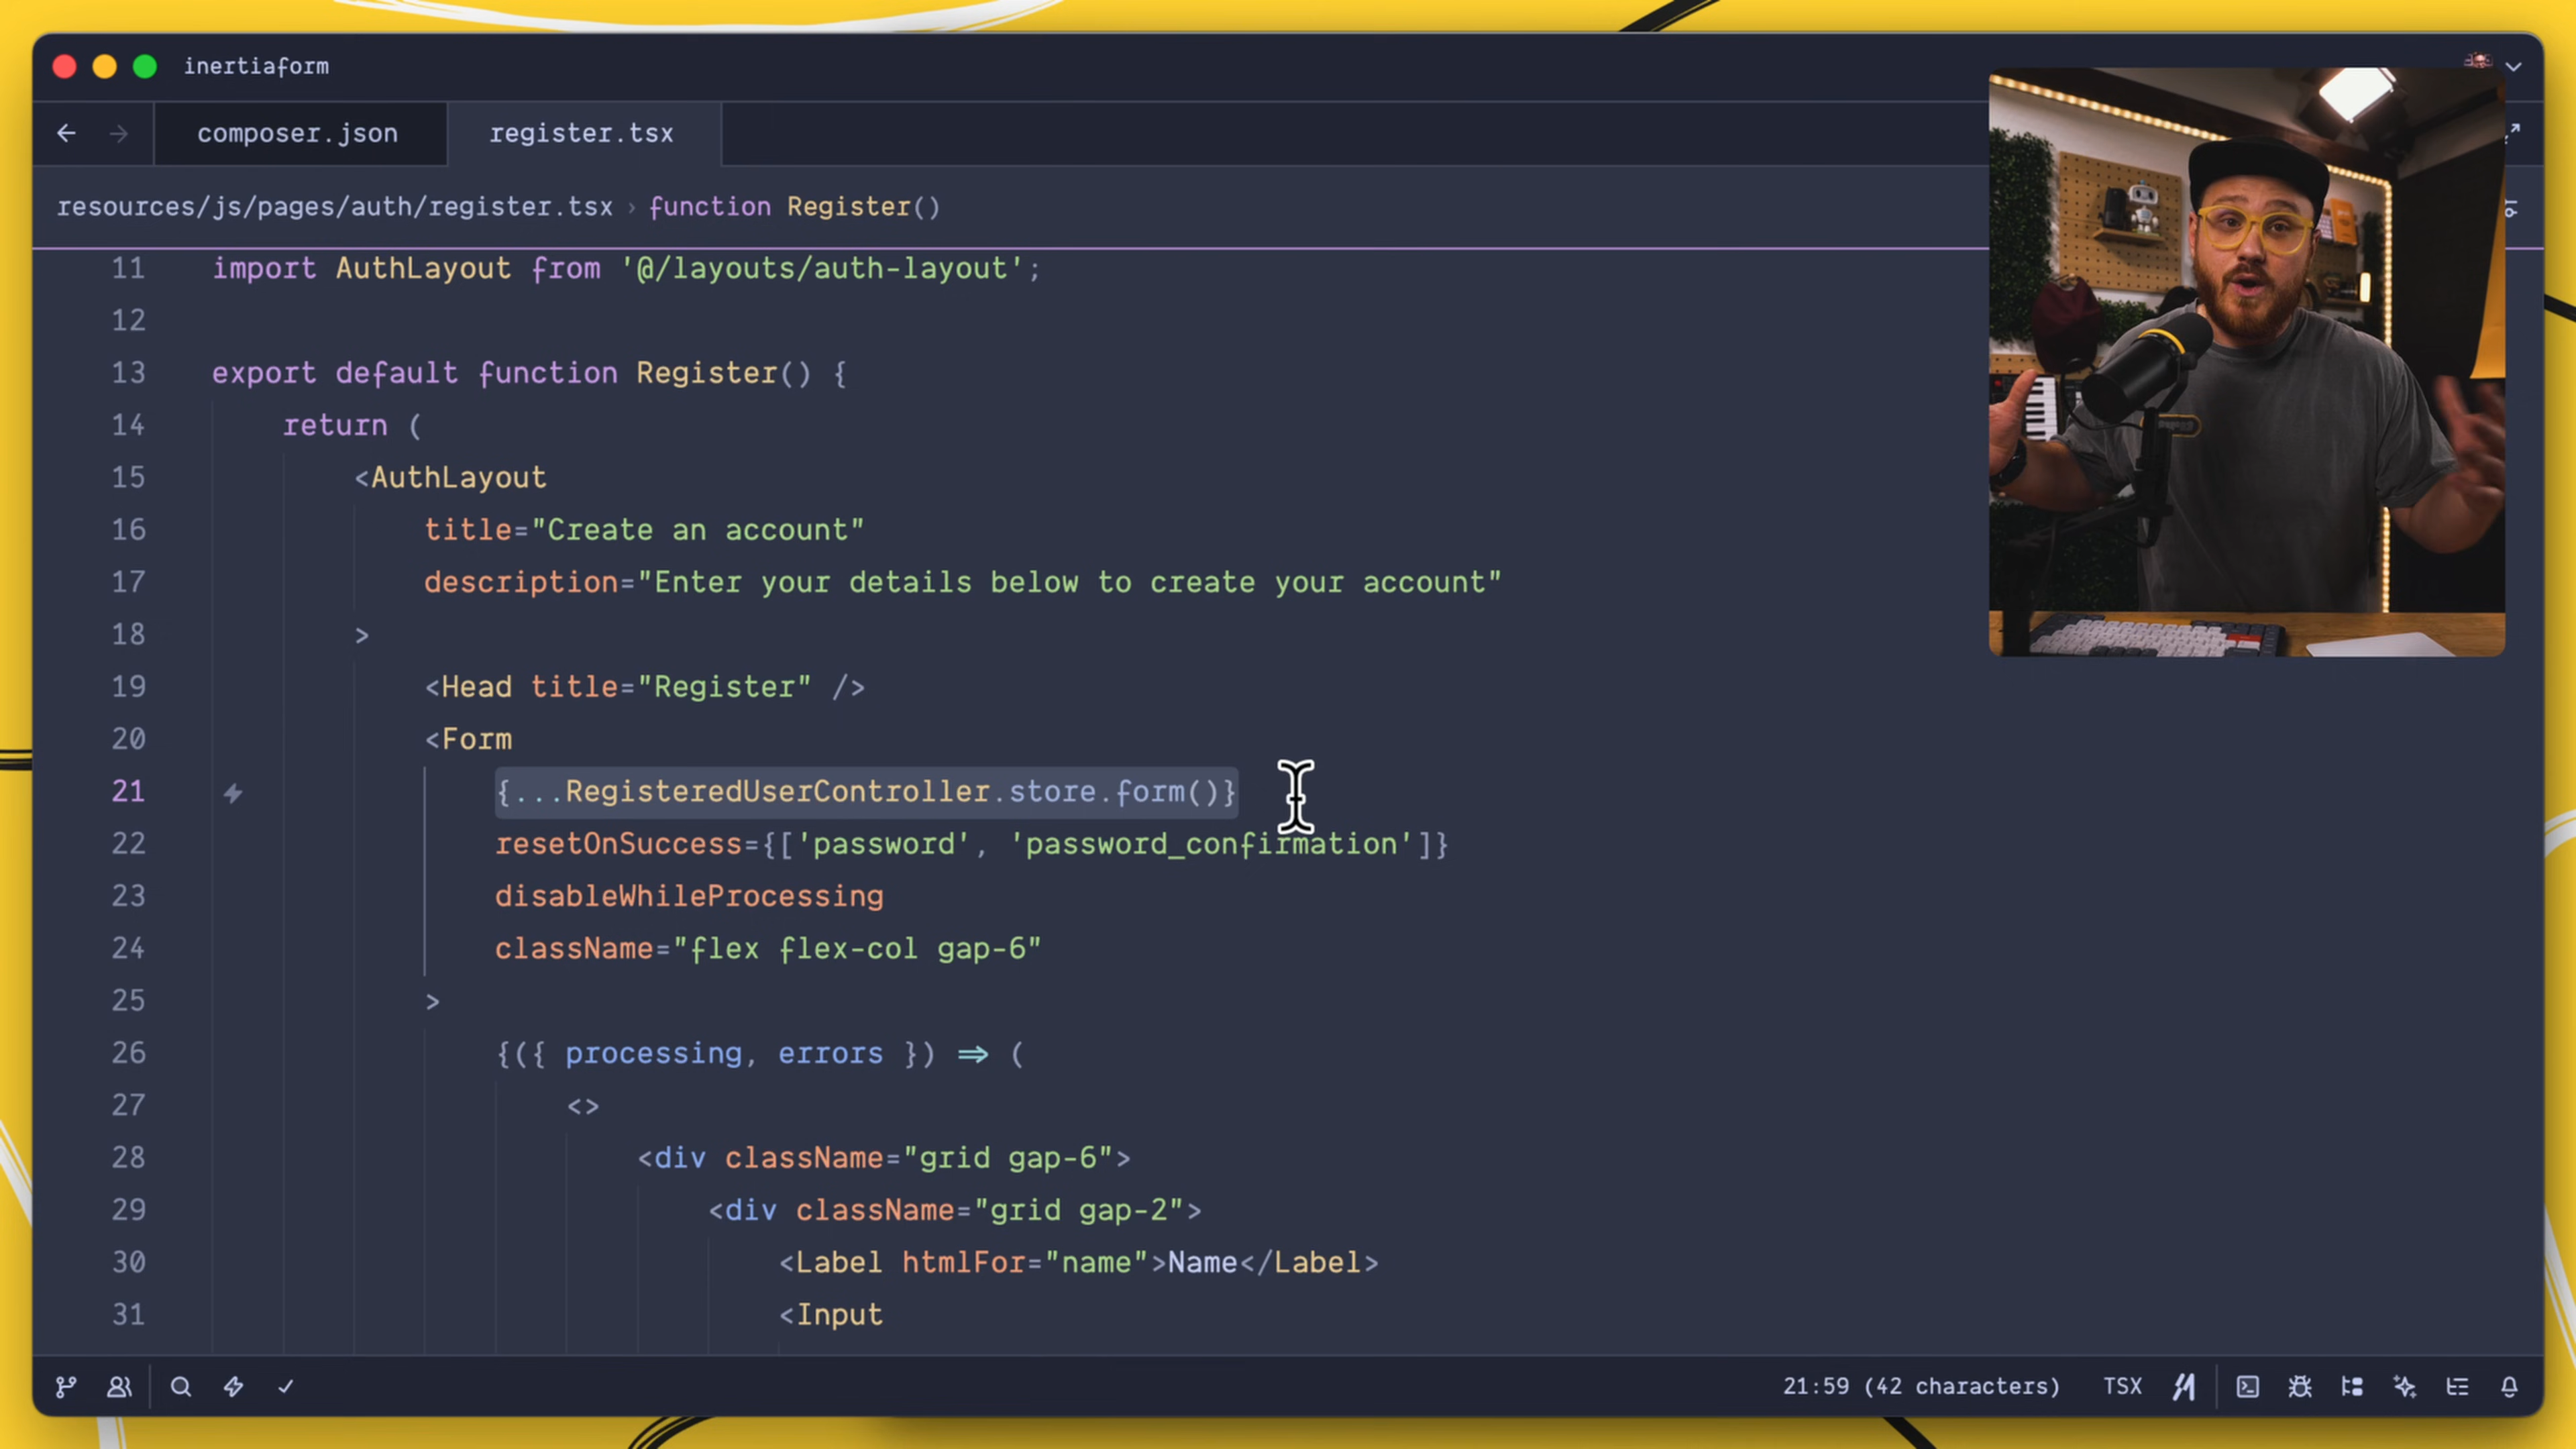 inertiaform
composer.json
register.tsx
resources/js/pages/auth/register.tsx › function Register()
11 import AuthLayout from '@/layouts/auth-layout';
12
13 export default function Register() {
14 return (
15 <AuthLayout
16 title="Create an account"
17 description="Enter your details below to create your account"
18 >
19 <Head title="Register" />
20 <Form
21 {...RegisteredUserController.store.form()}
22 resetOnSuccess={['password', 'password_confirmation']}
23 disableWhileProcessing
24 className="flex flex-col gap-6"
25 >
26 {({ processing, errors }) => (
27 <>
28 <div className="grid gap-6">
29 <div className="grid gap-2">
30 <Label htmlFor="name">Name</Label>
31 <Input
21:59 (42 characters) TSX